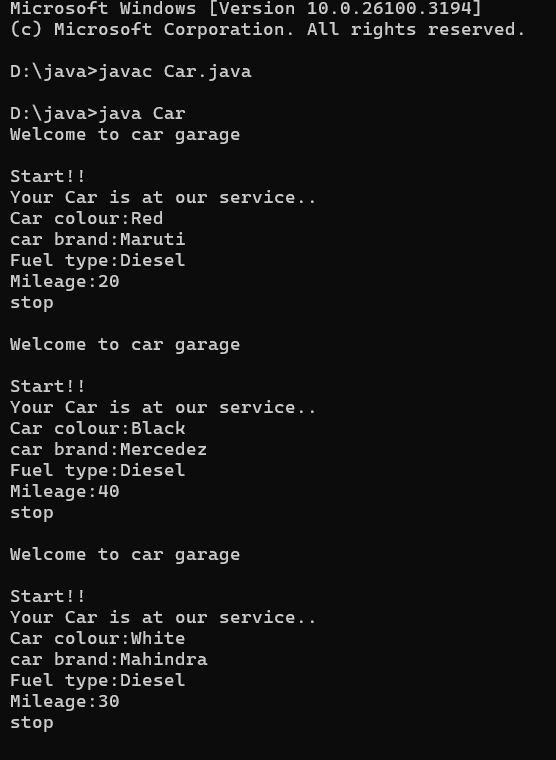 Microsoft Windows [Version 10.0.26100.3194]
(c) Microsoft Corporation. All rights reserved.
D:\java>javac Car.java
D:\java>java Car
Welcome to car garage
Start!!
Your Car is at our service..
Car colour:Red
car brand:Maruti
Fuel type:Diesel
Mileage:20
stop
Welcome to car garage
Start!!
Your Car is at our service..
Car colour:Black
car brand:Mercedez
Fuel type:Diesel
Mileage:40
stop
Welcome to car garage
Start!!
Your Car is at our service..
Car colour:White
car brand:Mahindra
Fuel type:Diesel
Mileage:30
stop